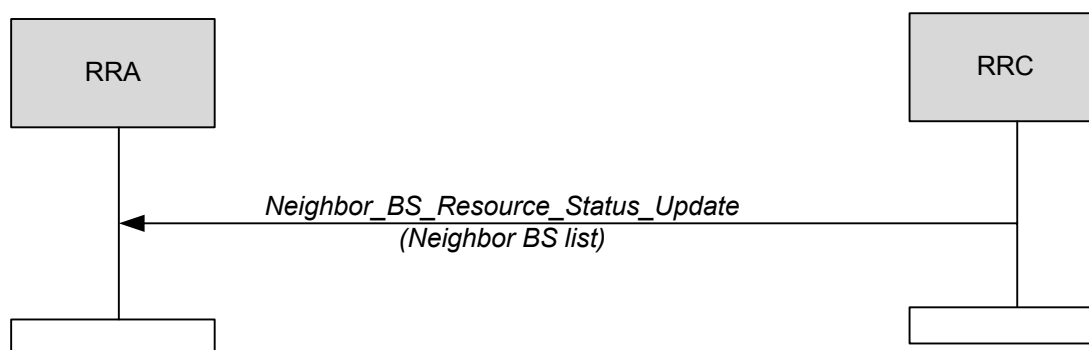 RRA
RRC
Neighbor_BS_Resource_Status_Update
(Neighbor BS list)